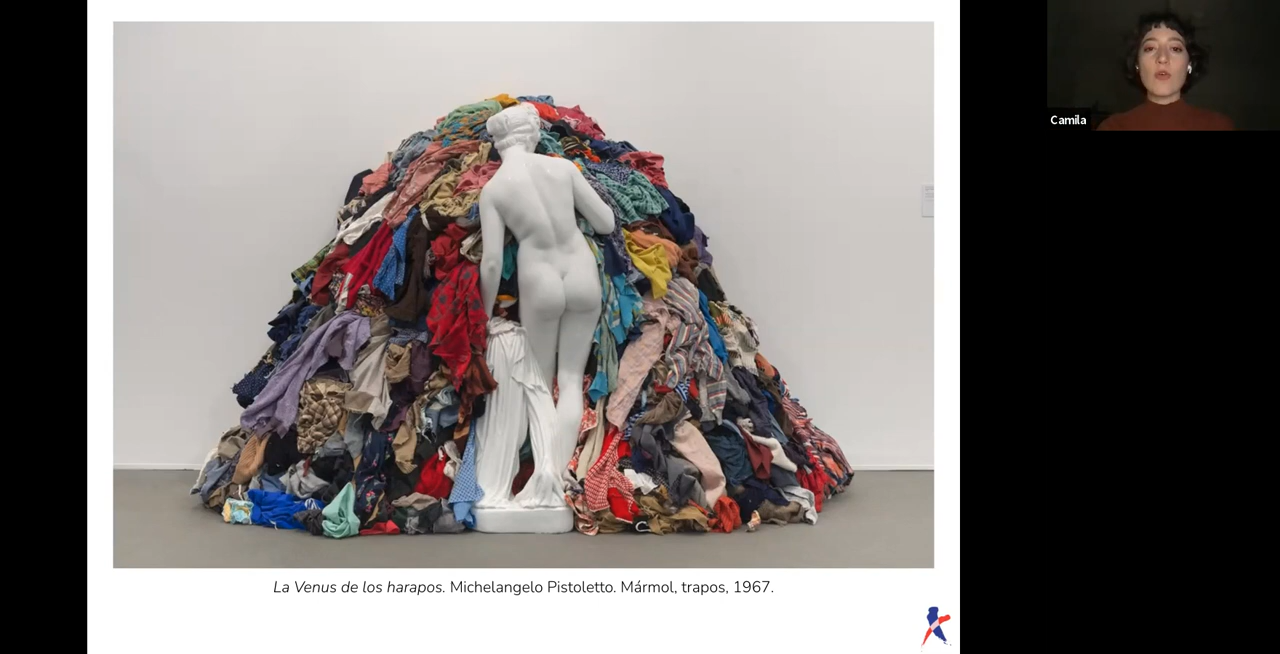 Camila
La Venus de los harapos. Michelangelo Pistoletto. Mármol, trapos, 1967.